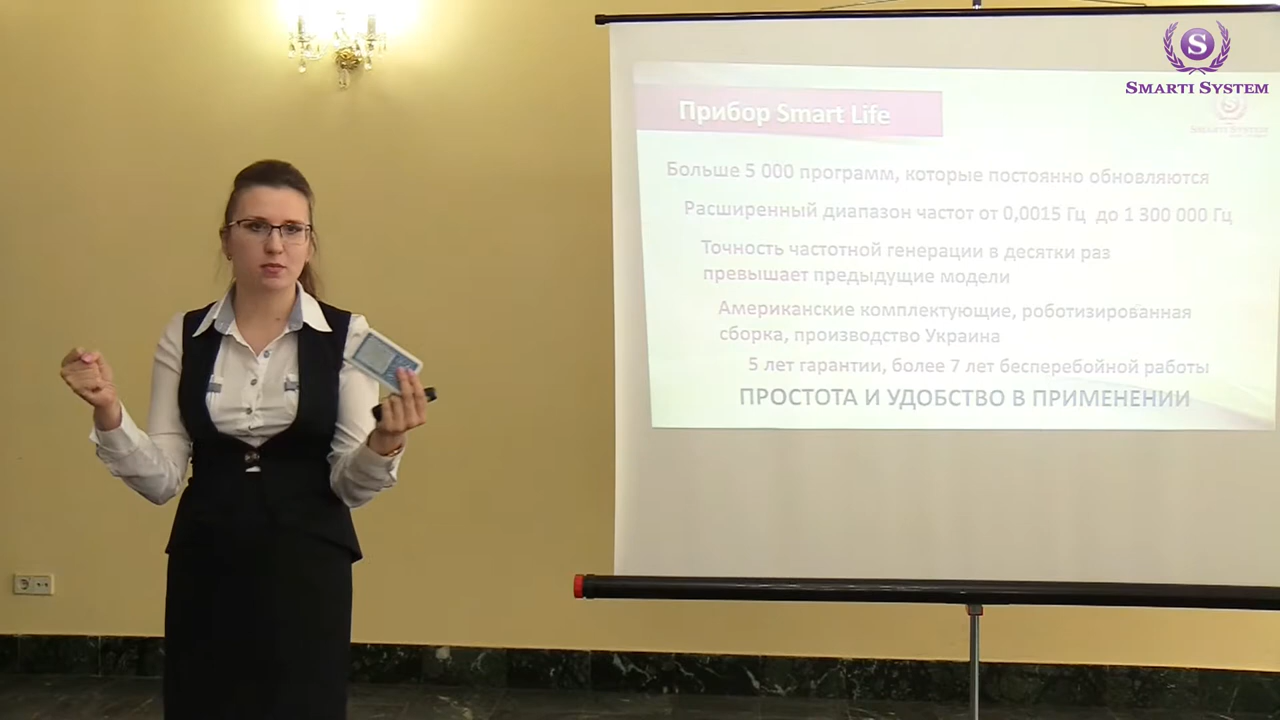 S
SMARTI SYSTEM
Прибор Smart Life
SMARTI SYSTEM
Больше 5 000 программ, которые постоянно обновляются
Расширенный диапазон частот от 0,0015 Гц до 1 300 000 Гц
Точность частотной генерации в десятки раз
превышает предыдущие модели
Американские комплектующие, роботизированная
сборка, производство Украина
5 лет гарантии, более 7 лет бесперебойной работы
ПРОСТОТА И УДОБСТВО В ПРИМЕНЕНИИ